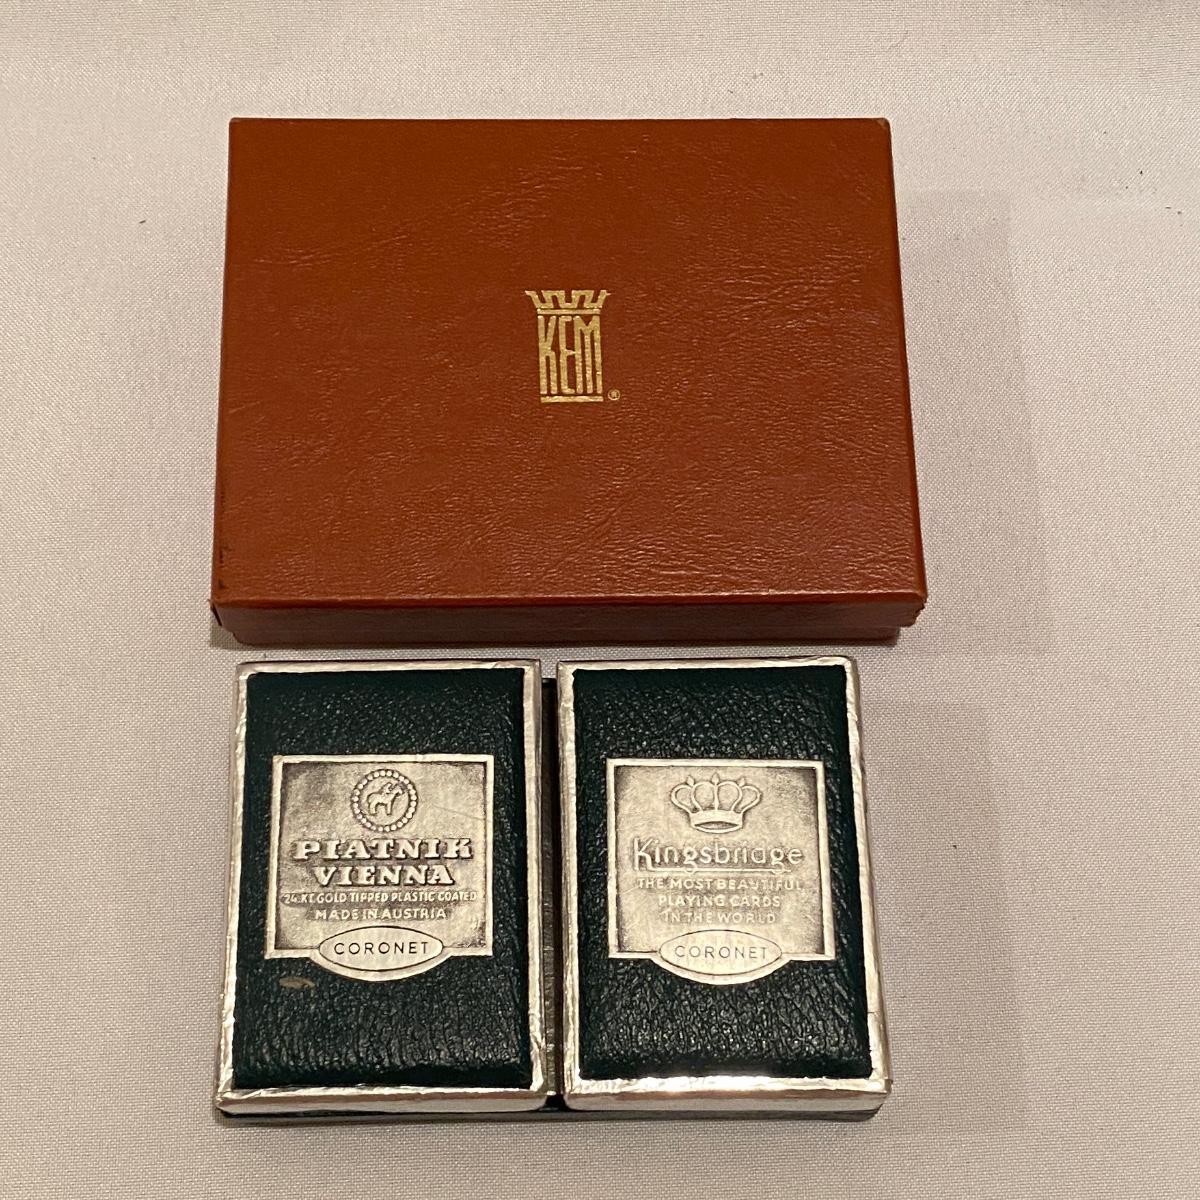 KEM
®
PIATNIK
VIENNA
24 KT. GOLD TIPPED PLASTIC COATED
MADE IN AUSTRIA
CORONET
Kingsbridge
THE MOST BEAUTIFUL
PLAYING CARDS
IN THE WORLD
CORONET